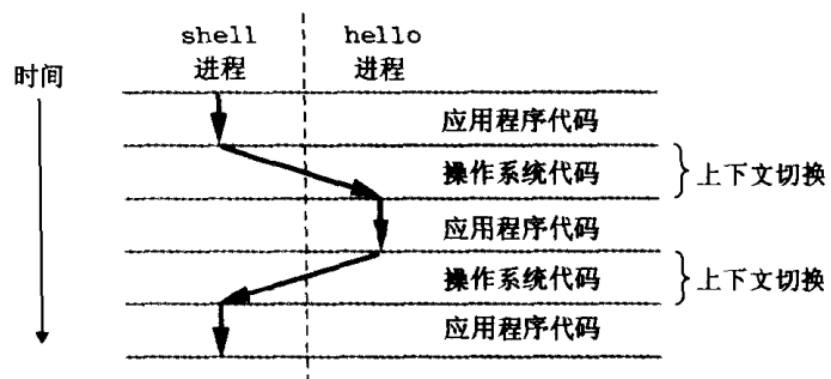 shell hello
进程 进程
时间
应用程序代码
操作系统代码 上下文切换
应用程序代码
操作系统代码 上下文切换
应用程序代码